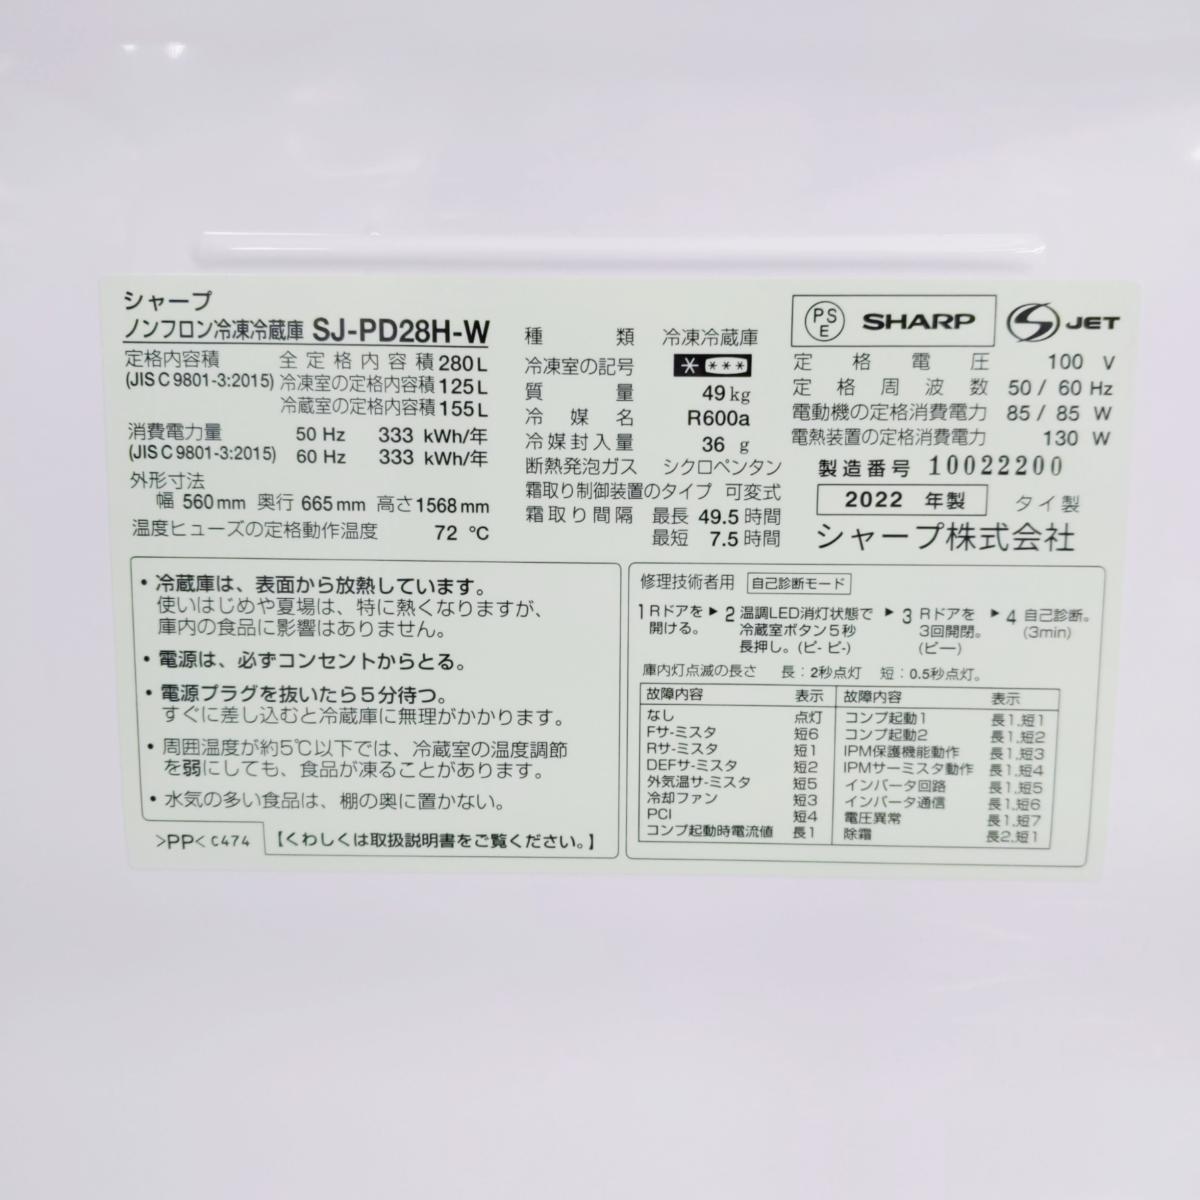 シャープ
ノンフロン冷凍冷蔵庫 SJ-PD28H-W
定格内容積 全定格内容積 280L
(JIS C 9801-3:2015) 冷凍室の定格内容積 125L
冷蔵室の定格内容積 155L
消費電力量 50 Hz 333 kWh/年
(JIS C 9801-3:2015) 60 Hz 333 kWh/年
外形寸法
幅 560mm 奥行 665mm 高さ1568mm
温度ヒューズの定格動作温度 72 ℃
種類 冷凍冷蔵庫
冷凍室の記号
質量 49kg
冷媒名 R600a
冷媒封入量 36 g
断熱発泡ガス シクロペンタン
霜取り制御装置のタイプ 可変式
霜取り間隔 最長 49.5時間
最短 7.5時間
PSE SHARP S JET
定格電圧 100 V
定格周波数 50 / 60 Hz
電動機の定格消費電力 85 / 85 W
電熱装置の定格消費電力 130 W
製造番号 10022200
2022 年製 タイ製
シャープ株式会社
・冷蔵庫は、表面から放熱しています。
使いはじめや夏場は、特に熱くなりますが、
庫内の食品に影響はありません。
・電源は、必ずコンセントからとる。
・電源プラグを抜いたら5分待つ。
すぐに差し込むと冷蔵庫に無理がかかります。
・周囲温度が約5℃以下では、冷蔵室の温度調節
を弱にしても、食品が凍ることがあります。
・水気の多い食品は、棚の奥に置かない。
>PP< C474 【くわしくは取扱説明書をご覧ください。】
修理技術者用 自己診断モード
1 Rドアを開ける。 ▶ 2 温調LED消灯状態で冷蔵室ボタン5秒長押し。(ピ-ピ-) ▶ 3 Rドアを3回開閉。(ピー) ▶ 4 自己診断。(3min)
庫内灯点滅の長さ 長：2秒点灯 短：0.5秒点灯。
故障内容 表示 故障内容 表示
なし 点灯 コンプ起動1 長1,短1
Fサ-ミスタ 短6 コンプ起動2 長1,短2
Rサ-ミスタ 短1 IPM保護機能動作 長1,短3
DEFサ-ミスタ 短2 IPMサーミスタ動作 長1,短4
外気温サ-ミスタ 短5 インバータ回路 長1,短5
冷却ファン 短3 インバータ通信 長1,短6
PCI 短4 電圧異常 長1,短7
コンプ起動時電流値 長1 除霜 長2,短1